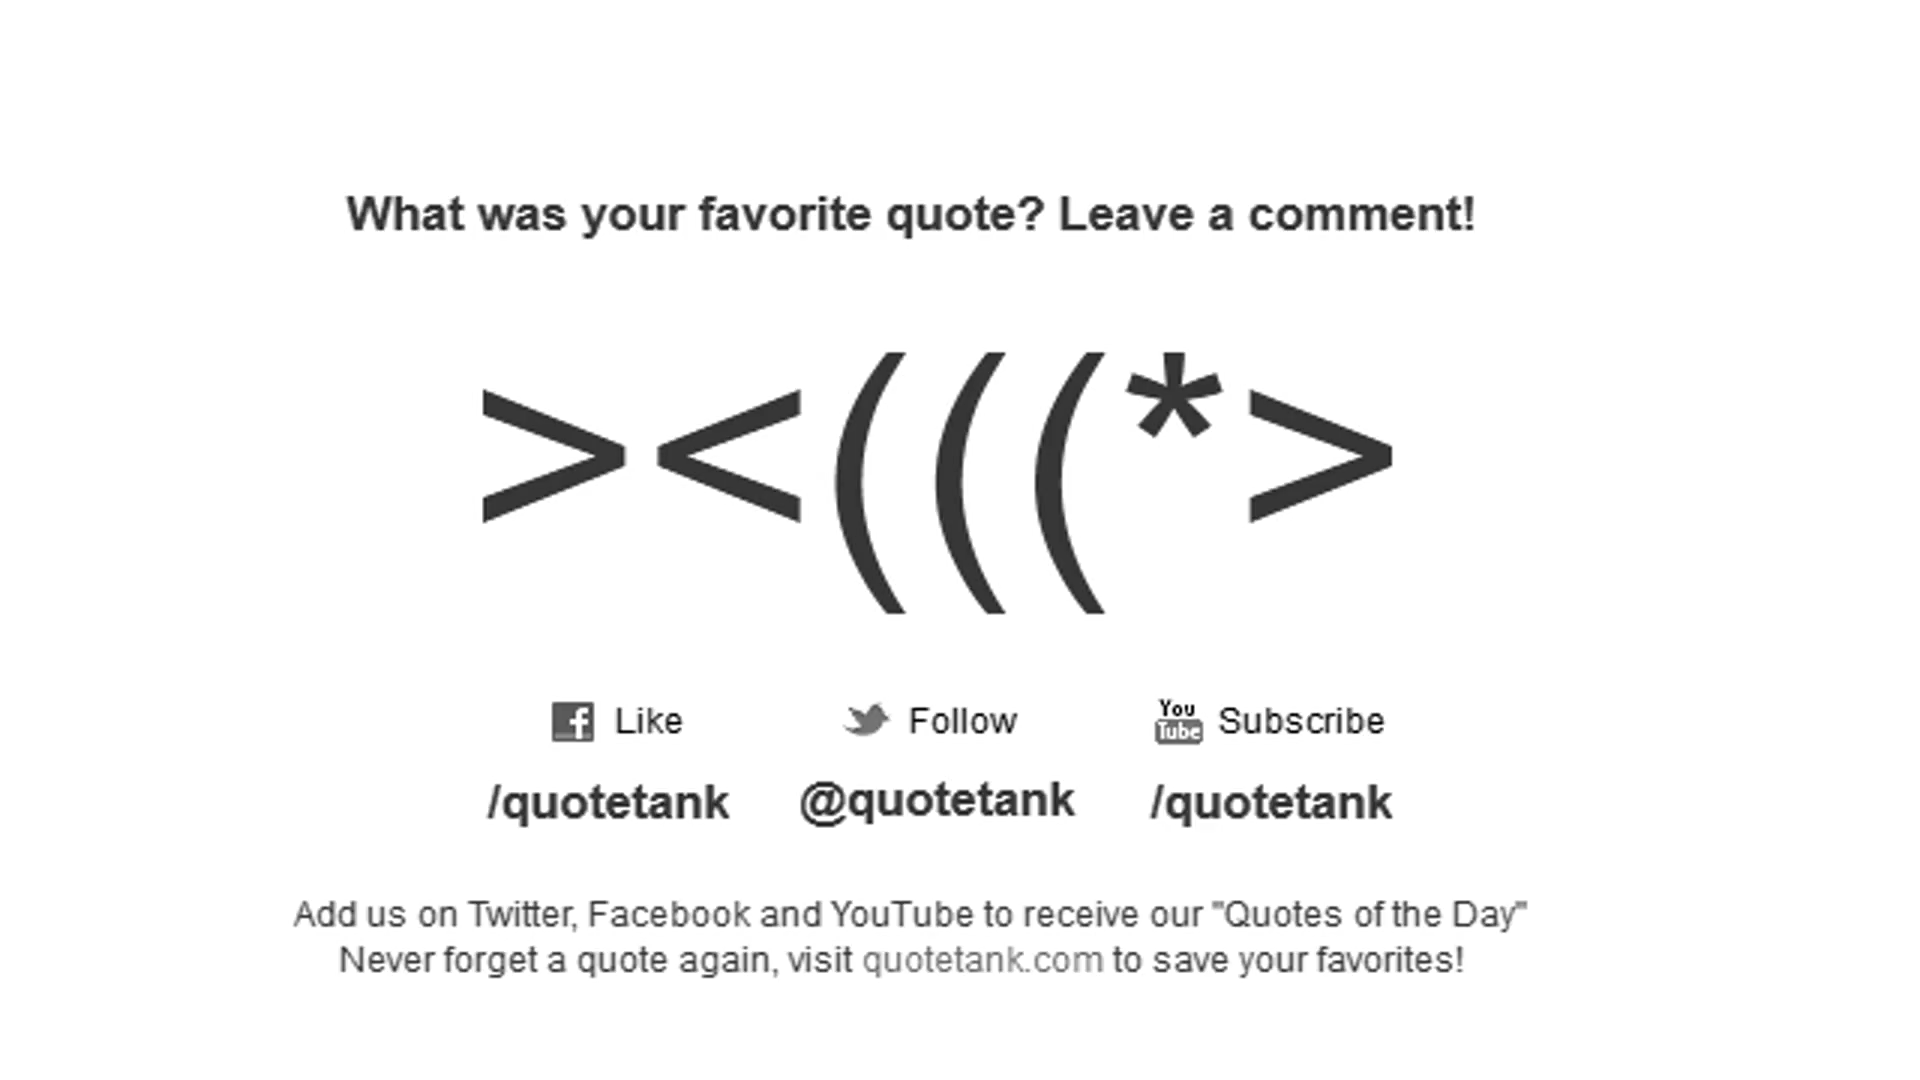 What was your favorite quote? Leave a comment!
><(((*>
f Like Follow You Tube Subscribe
/quotetank @quotetank /quotetank
Add us on Twitter, Facebook and YouTube to receive our "Quotes of the Day"
Never forget a quote again, visit quotetank.com to save your favorites!